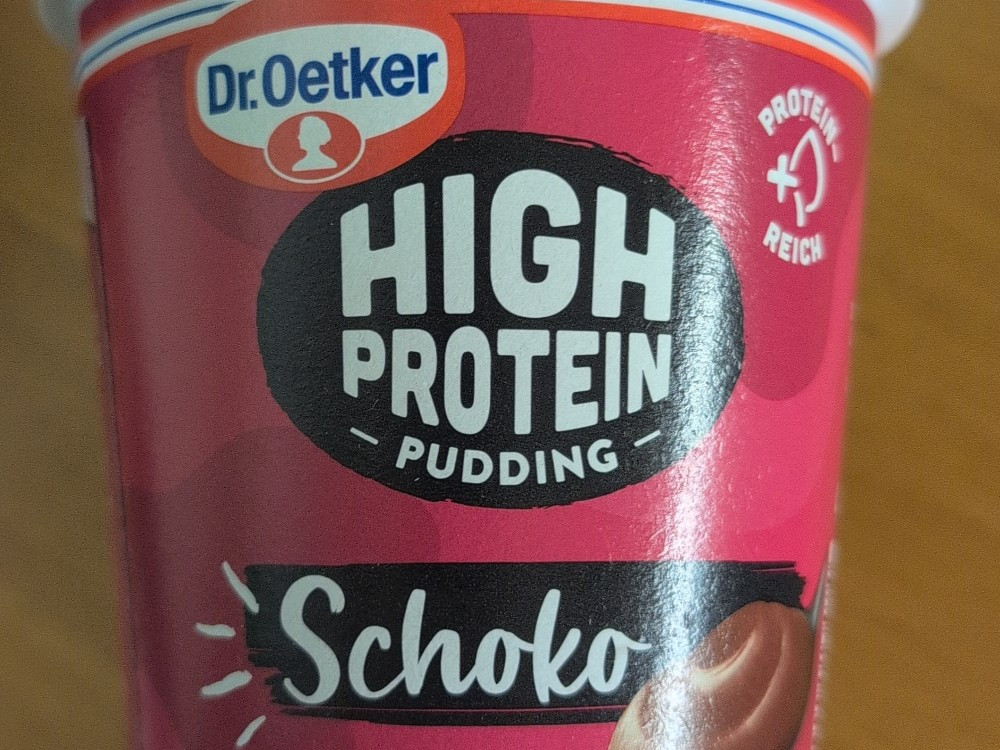 Dr.Oetker
PROTEIN-
REICH
HIGH
PROTEIN
- PUDDING -
Schoko